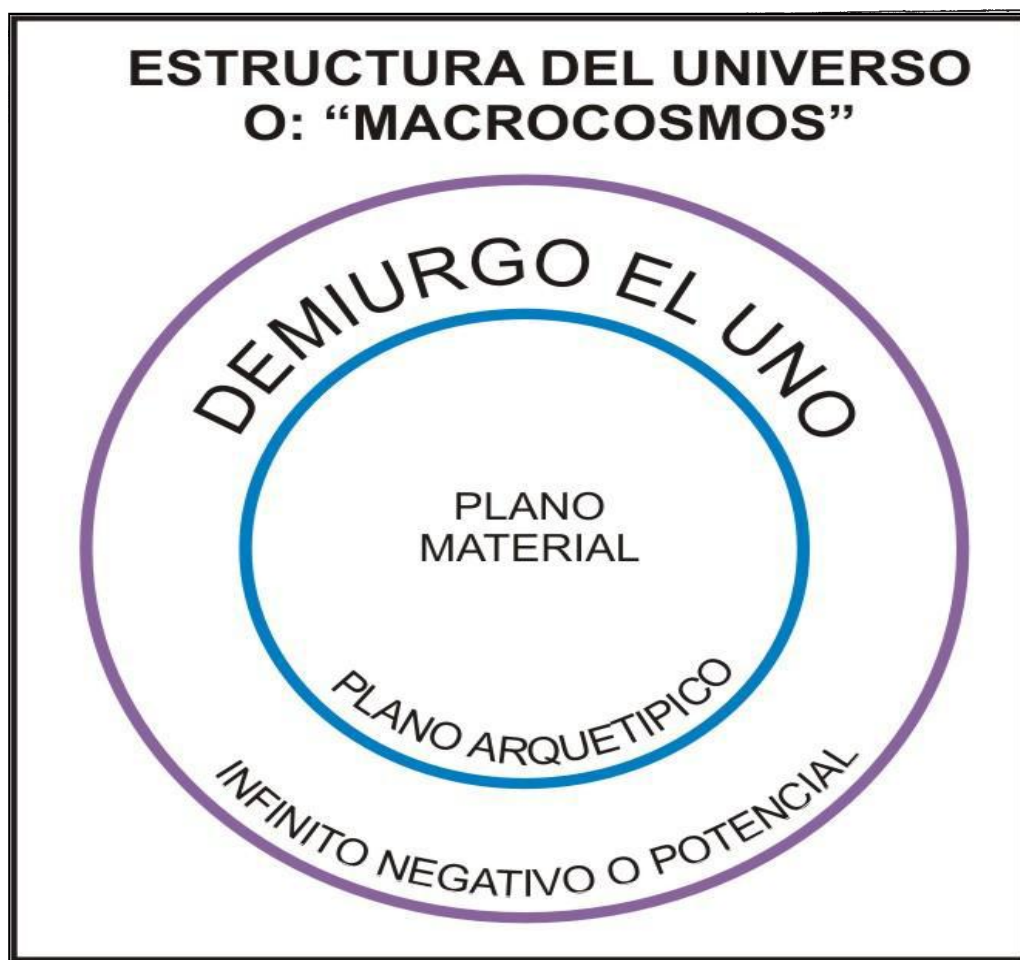 ESTRUCTURA DEL UNIVERSO
O: “MACROCOSMOS”
DEMIURGO EL UNO
PLANO
MATERIAL
PLANO ARQUETIPICO
INFINITO NEGATIVO O POTENCIAL